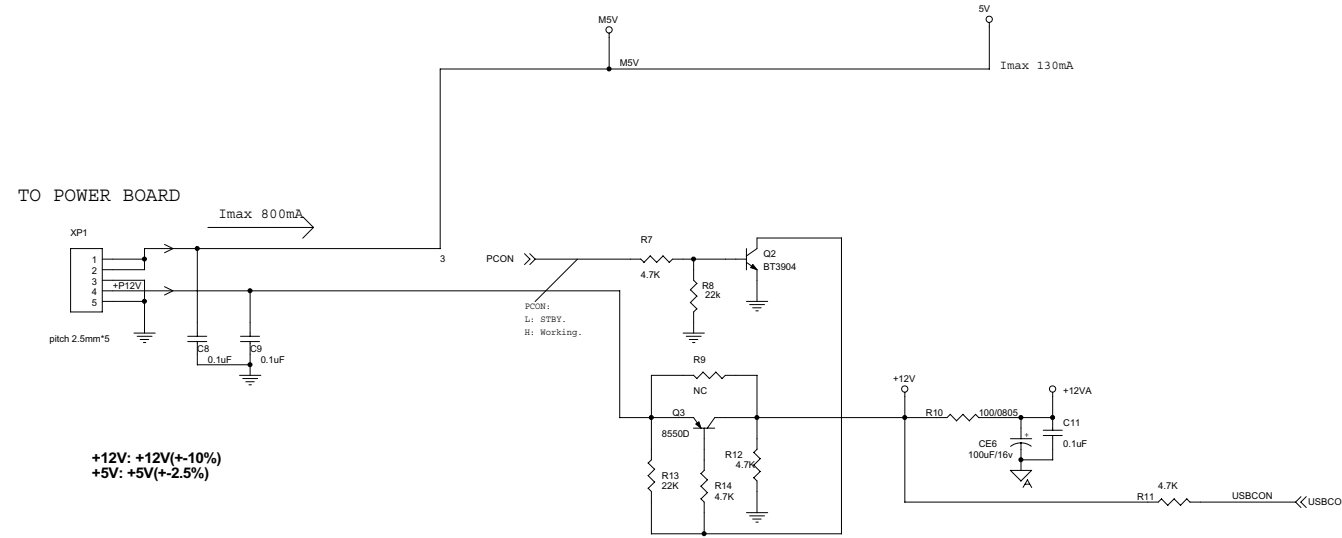 5V
M5V
M5V
Imax 130mA
TO POWER BOARD
Imax 800mA
XP1
1
2
3
4
5
+P12V
pitch 2.5mm*5
C8
0.1uF
C9
0.1uF
3
PCON
R7
4.7K
Q2
BT3904
R8
22k
PCON:
L: STBY.
H: Working.
R9
NC
Q3
8550D
R13
22K
R14
4.7K
R12
4.7K
+12V
+12VA
R10
100/0805
C11
0.1uF
CE6
100uF/16v
+
A
+12V: +12V(+-10%)
+5V: +5V(+-2.5%)
4.7K
R11
USBCON
USBCO